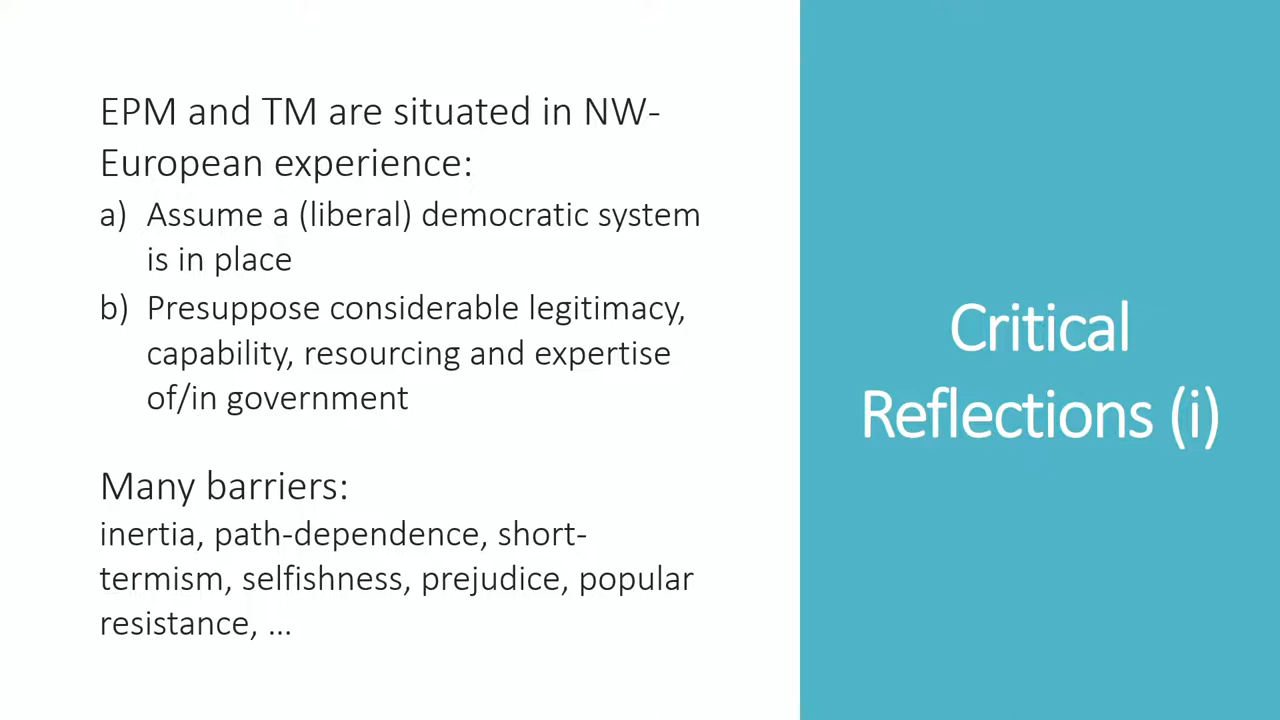 EPM and TM are situated in NW-
European experience:
a) Assume a (liberal) democratic system
is in place
b) Presuppose considerable legitimacy,
capability, resourcing and expertise
of/in government
Many barriers:
inertia, path-dependence, short-
termism, selfishness, prejudice, popular
resistance, ...
Critical
Reflections (i)